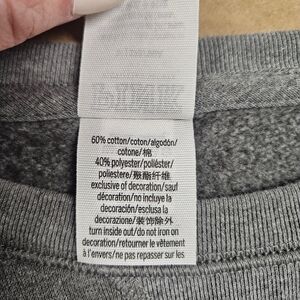 60% cotton/coton/algodón/
cotone/棉
40% polyester/poliéster/
poliestere/聚酯纤维
exclusive of decoration/sauf
décoration/no incluye la
decoración/esclusa la
decorazione/装饰除外
turn inside out/do not iron on
decoration/retourner le vêtement
à l'envers/ne pas repasser sur les